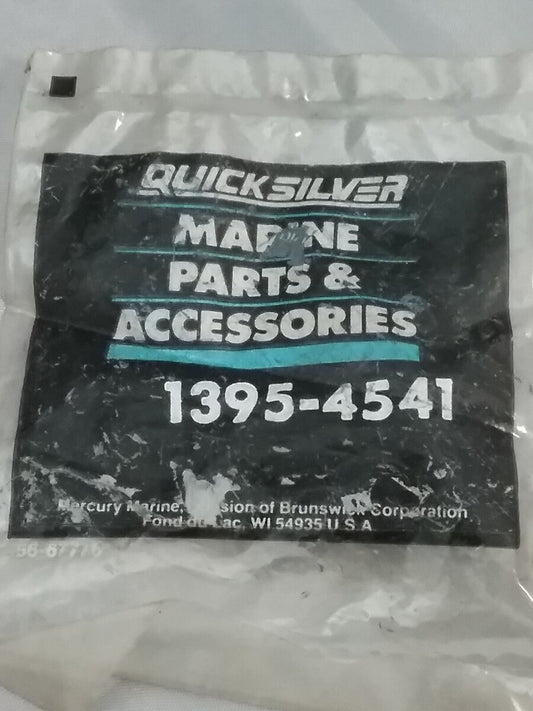 QUICKSILVER
MARINE
PARTS &
ACCESSORIES
1395-4541
Mercury Marine, Division of Brunswick Corporation
Fond du Lac, WI 54935 U S A